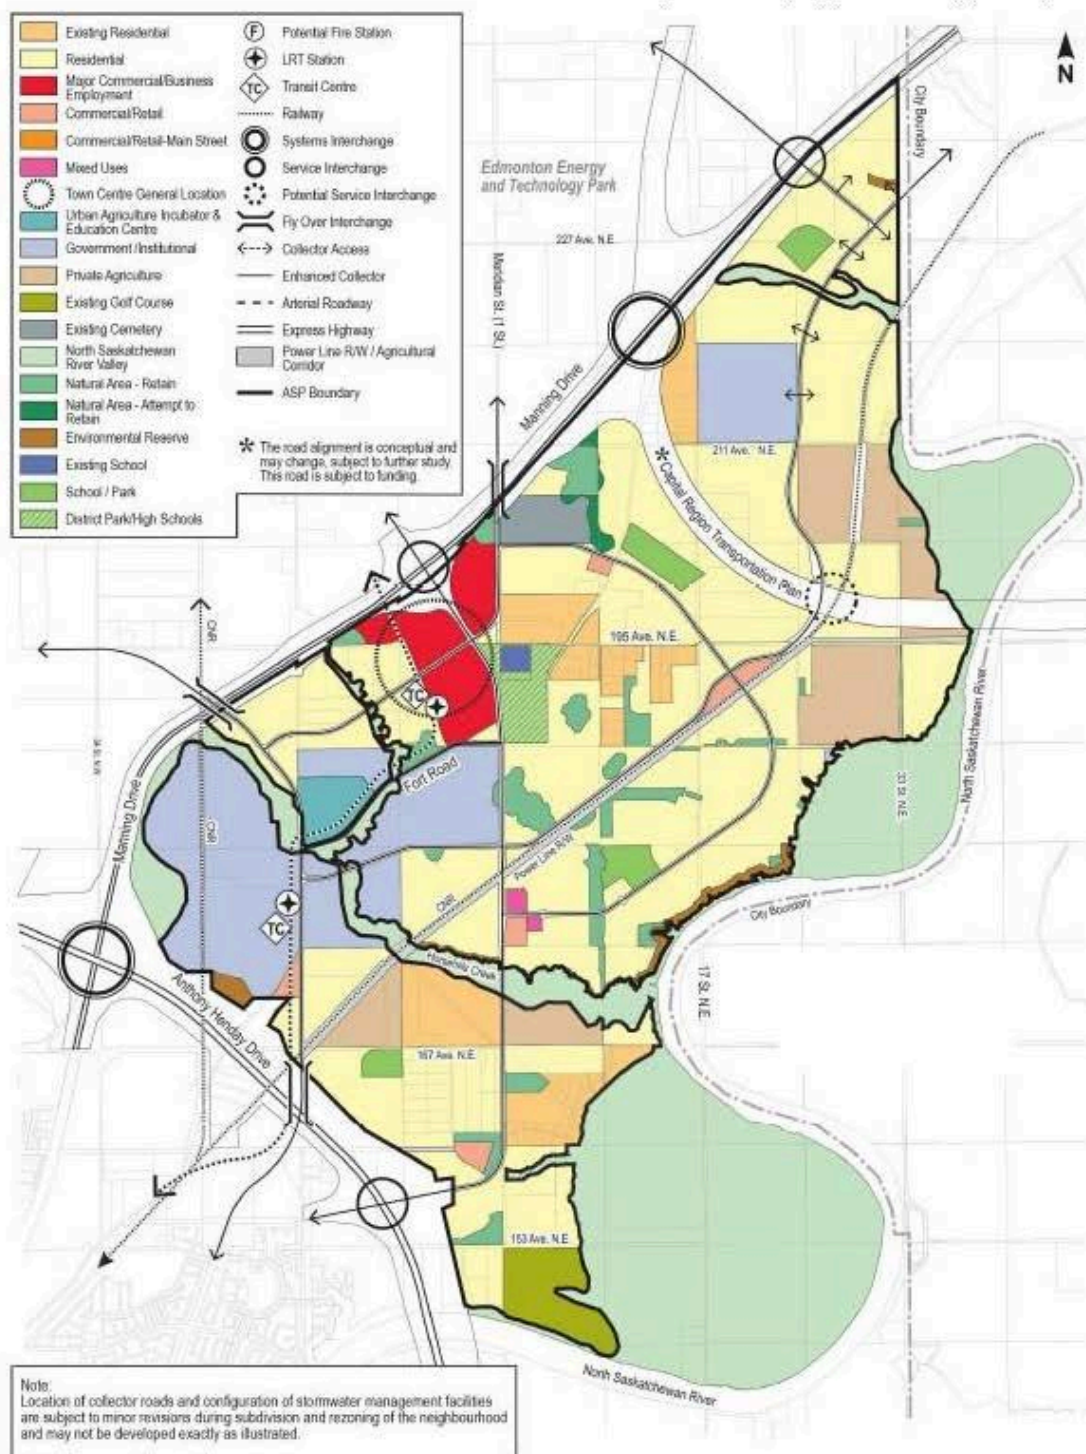 Existing Residential
Residential
Major Commercial/Business
Employment
Commercial/Retail
Commercial/Retail-Main Street
Mixed Uses
Town Centre General Location
Urban Agriculture Incubator &
Education Centre
Government/Institutional
Private Agriculture
Existing Golf Course
Existing Cemetery
North Saskatchewan
River Valley
Natural Area - Retain
Natural Area - Attempt to
Retain
Environmental Reserve
Existing School
School / Park
District Park/High Schools
F
Potential Fire Station
LRT Station
TC
Transit Centre
Railway
Systems Interchange
Service Interchange
Potential Service Interchange
Fly Over Interchange
Collector Access
Enhanced Collector
Arterial Roadway
Express Highway
Power Line R/W / Agricultural
Corridor
ASP Boundary
* The road alignment is conceptual and
may change, subject to further study.
This road is subject to funding.
N
City Boundary
Edmonton Energy
and Technology Park
227 Ave. N.E.
Meridian St. (1 St.)
Manning Drive
211 Ave. N.E.
*Capital Region Transportation Plan
CNR
195 Ave. N.E.
TC
North Saskatchewan River
33 St. N.E.
Fort Road
Manning Drive
CNR
Power Line R/W
CNR
City Boundary
TC
Horsehills Creek
17 St. N.E.
Anthony Henday Drive
167 Ave. N.E.
153 Ave. N.E.
North Saskatchewan River
Note:
Location of collector roads and configuration of stormwater management facilities
are subject to minor revisions during subdivision and rezoning of the neighbourhood
and may not be developed exactly as illustrated.